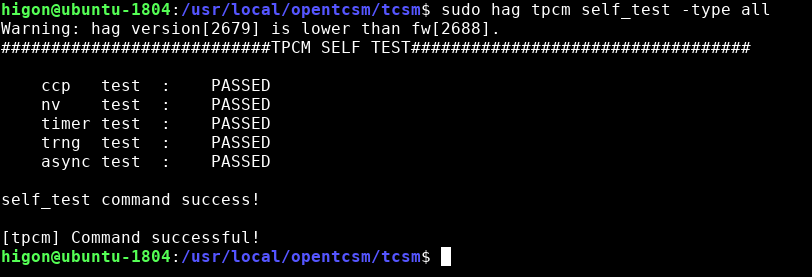 higon@ubuntu-1804:/usr/local/opentcsm/tcsm$ sudo hag tpcm self_test -type all
Warning: hag version[2679] is lower than fw[2688].
###########################TPCM SELF TEST##################################
ccp   test  :    PASSED
nv    test  :    PASSED
timer test  :    PASSED
trng  test  :    PASSED
async test  :    PASSED
self_test command success!
[tpcm] Command successful!
higon@ubuntu-1804:/usr/local/opentcsm/tcsm$